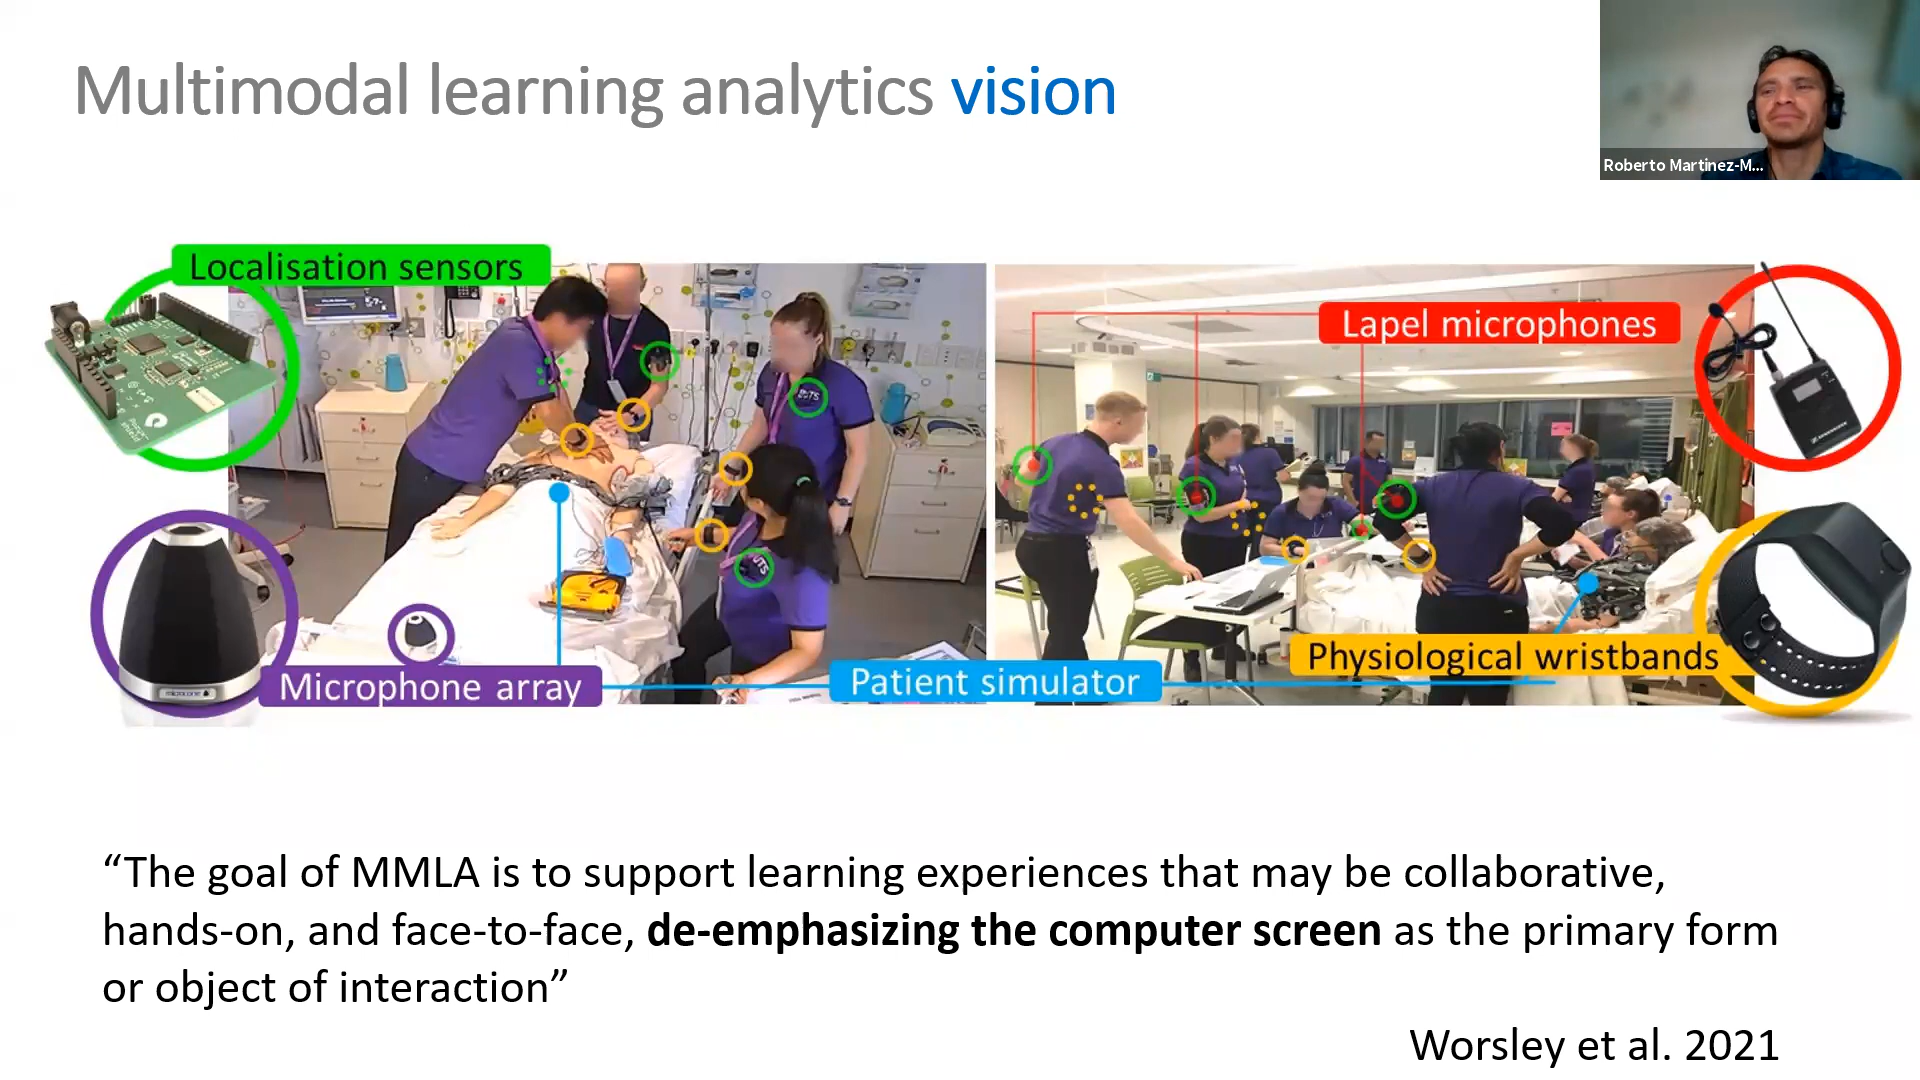 Multimodal learning analytics vision
Roberto Martinez-M...
Localisation sensors
Lapel microphones
UTS
UTS
Physiological wristbands
Microphone array
Patient simulator
“The goal of MMLA is to support learning experiences that may be collaborative,
hands-on, and face-to-face, de-emphasizing the computer screen as the primary form
or object of interaction”
Worsley et al. 2021